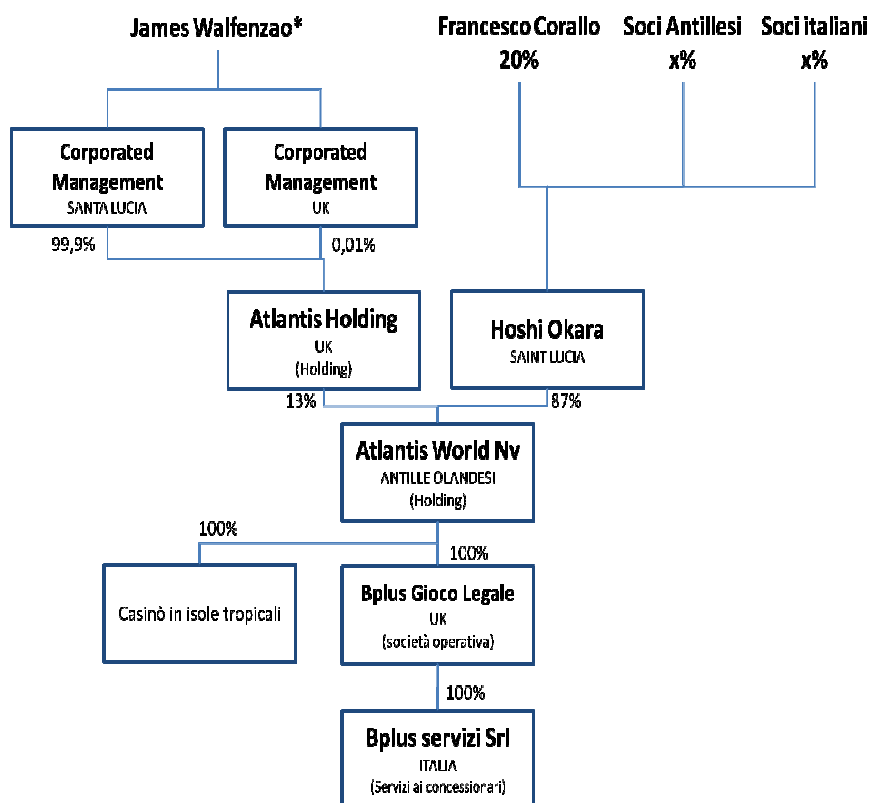 James Walfenzao*
Francesco Corallo
20%
Soci Antillesi
x%
Soci italiani
x%
Corporated
Management
SANTA LUCIA
Corporated
Management
UK
99,9%
0,01%
Atlantis Holding
UK
(Holding)
Hoshi Okara
SAINT LUCIA
13%
87%
Atlantis World Nv
ANTILLE OLANDESI
(Holding)
100%
100%
Casinò in isole tropicali
Bplus Gioco Legale
UK
(società operativa)
100%
Bplus servizi Srl
ITALIA
(Servizi ai concessionari)